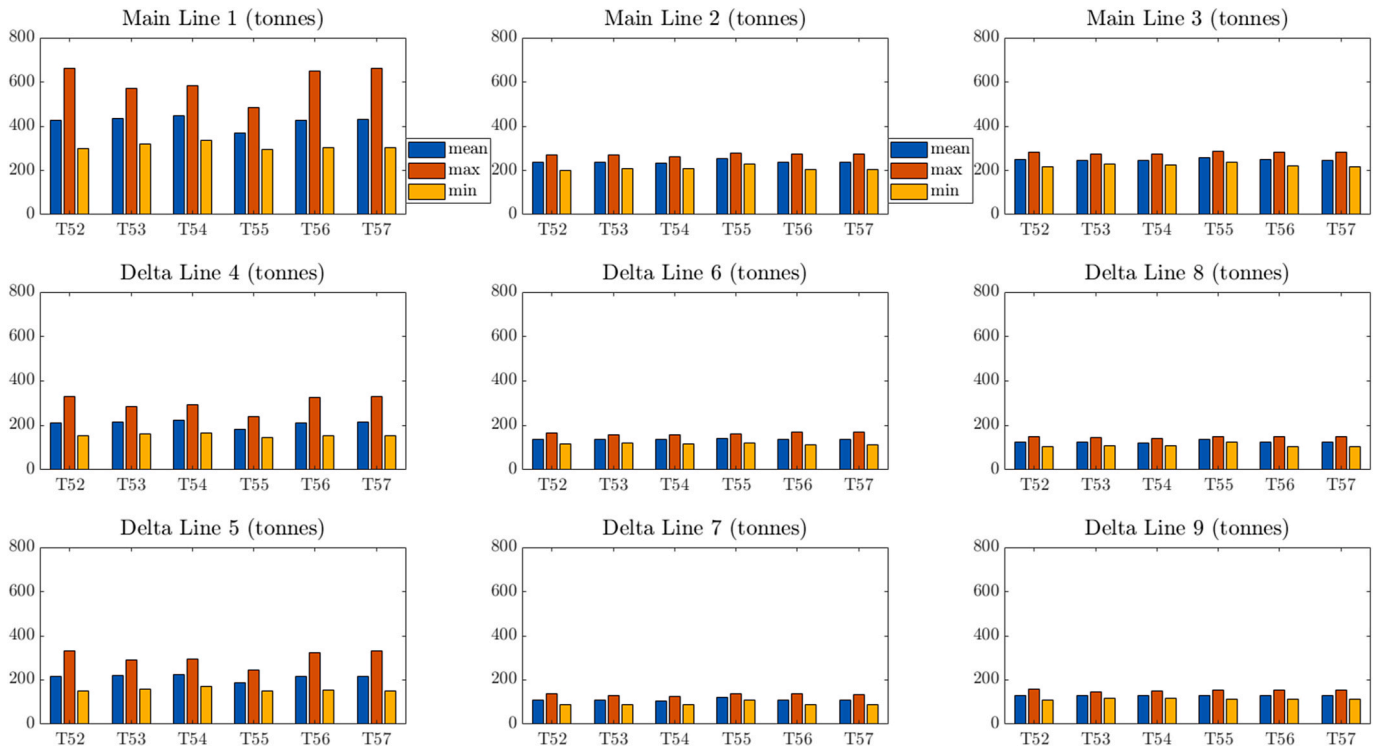 Main Line 1 (tonnes)
800
600
400
200
0
T52 T53 T54 T55 T56 T57
mean
max
min
Main Line 2 (tonnes)
800
600
400
200
0
T52 T53 T54 T55 T56 T57
mean
max
min
Main Line 3 (tonnes)
800
600
400
200
0
T52 T53 T54 T55 T56 T57
Delta Line 4 (tonnes)
800
600
400
200
0
T52 T53 T54 T55 T56 T57
Delta Line 6 (tonnes)
800
600
400
200
0
T52 T53 T54 T55 T56 T57
Delta Line 8 (tonnes)
800
600
400
200
0
T52 T53 T54 T55 T56 T57
Delta Line 5 (tonnes)
800
600
400
200
0
T52 T53 T54 T55 T56 T57
Delta Line 7 (tonnes)
800
600
400
200
0
T52 T53 T54 T55 T56 T57
Delta Line 9 (tonnes)
800
600
400
200
0
T52 T53 T54 T55 T56 T57